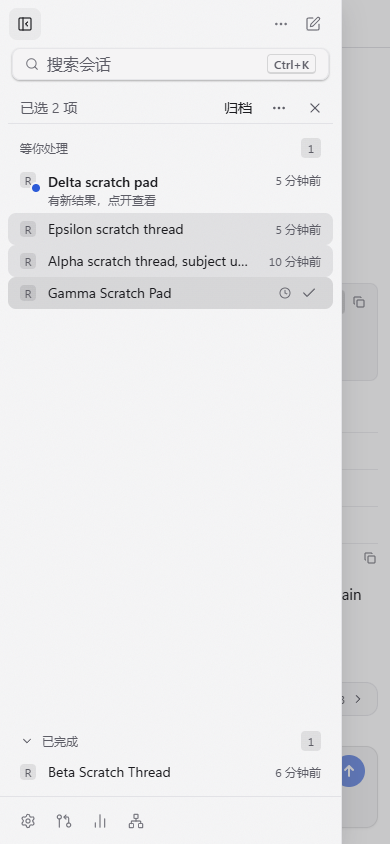 搜索会话 Ctrl+K
已选 2 项 归档
等你处理 1
R Delta scratch pad 5 分钟前
有新结果，点开查看
R Epsilon scratch thread 5 分钟前
R Alpha scratch thread, subject u... 10 分钟前
R Gamma Scratch Pad
ain
已完成 1
R Beta Scratch Thread 6 分钟前